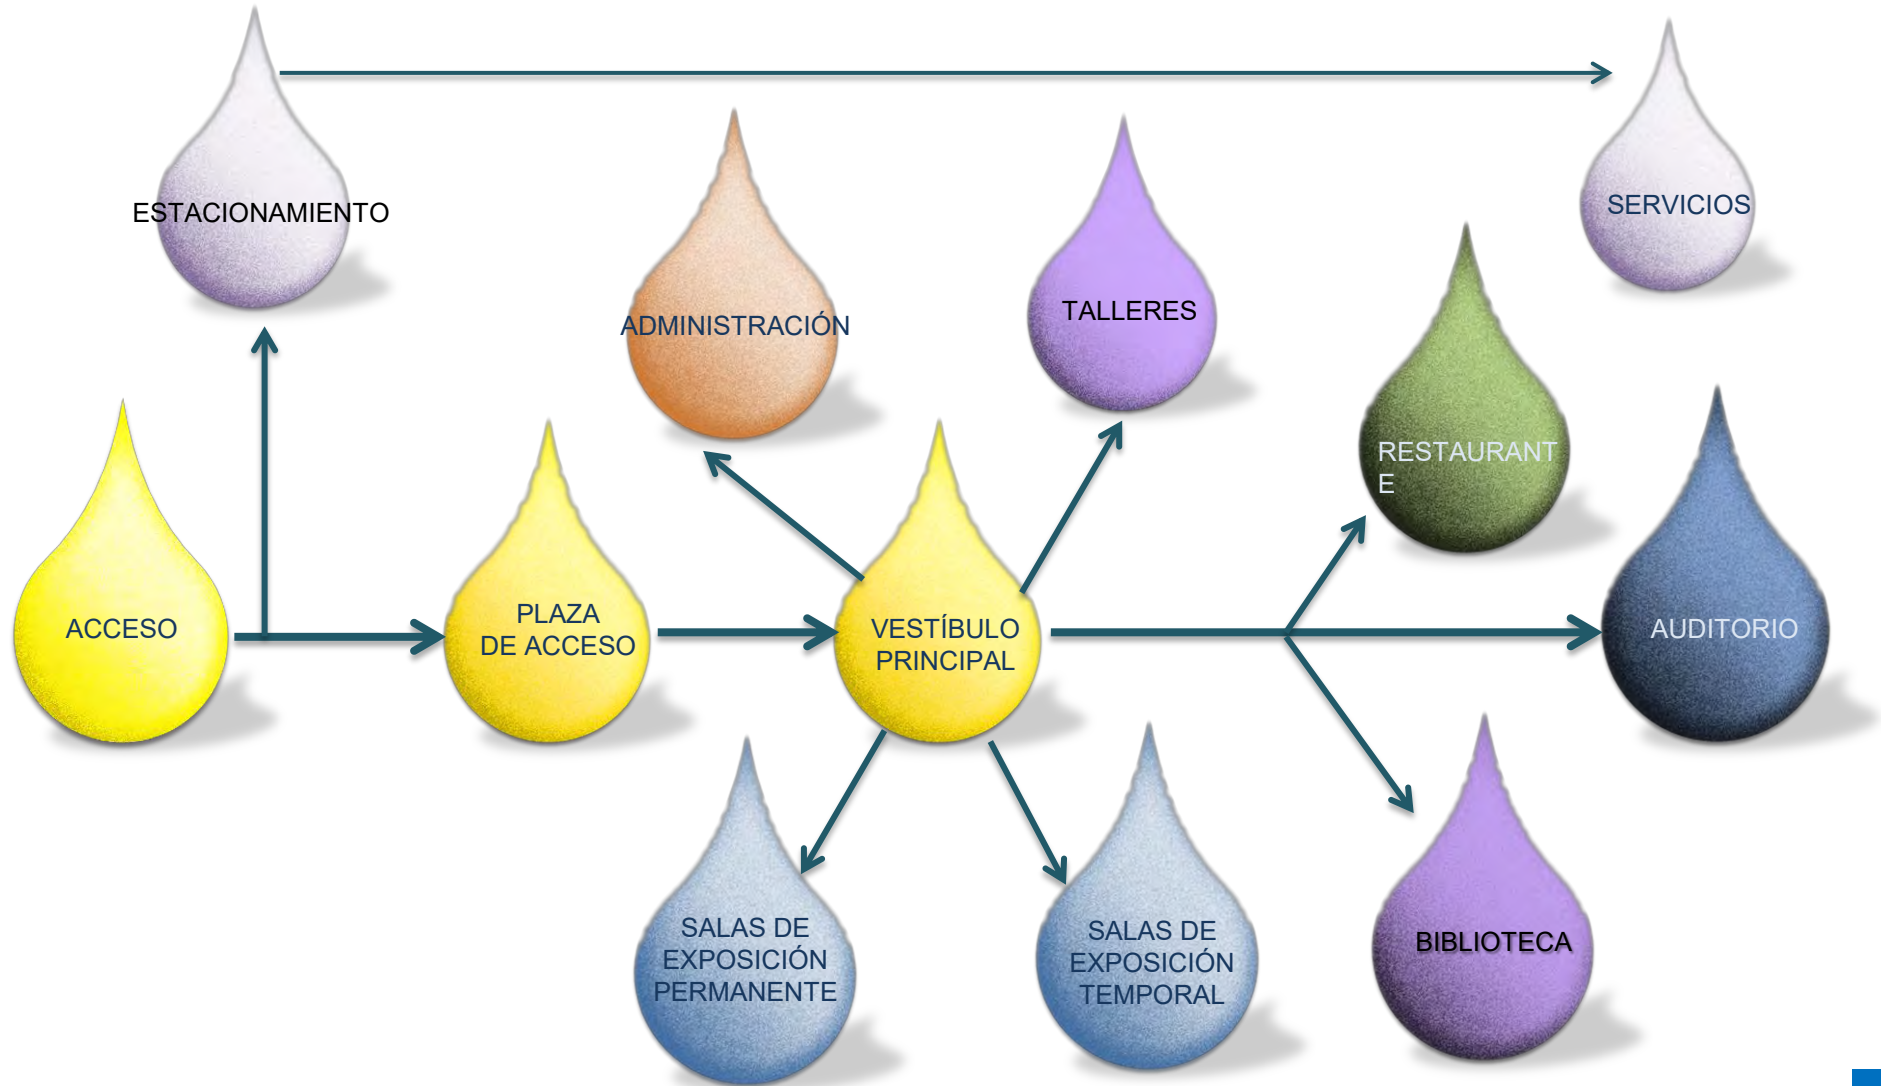 ESTACIONAMIENTO
SERVICIOS
ADMINISTRACIÓN
TALLERES
RESTAURANT
E
ACCESO
PLAZA
DE ACCESO
VESTÍBULO
PRINCIPAL
AUDITORIO
SALAS DE
EXPOSICIÓN
PERMANENTE
SALAS DE
EXPOSICIÓN
TEMPORAL
BIBLIOTECA